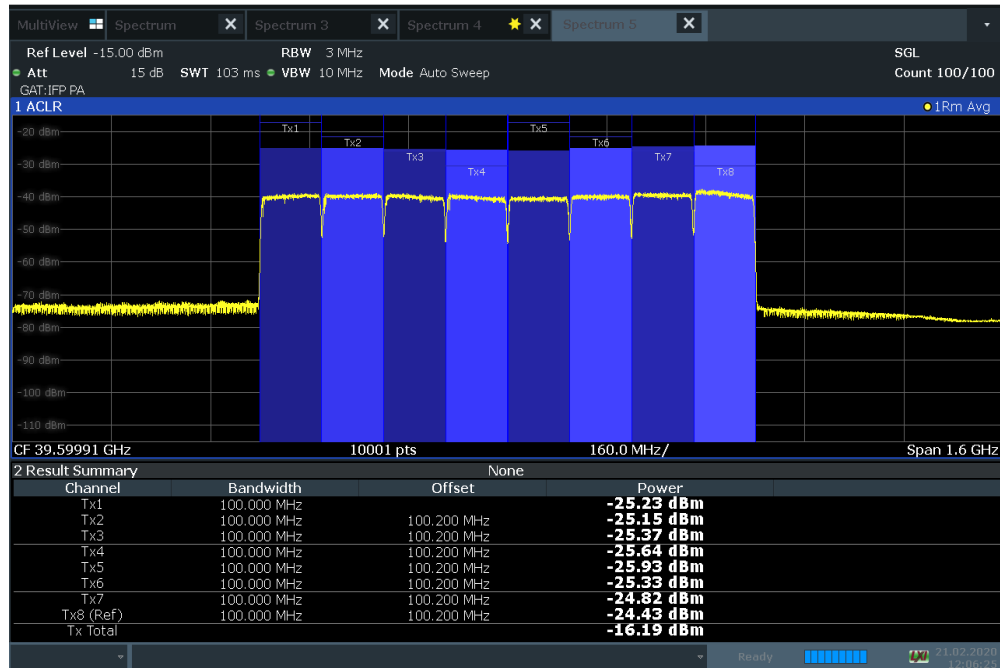 MultiView Spectrum X Spectrum 3 X Spectrum 4 X Spectrum 5 X
Ref Level -15.00 dBm RBW 3 MHz SGL
Att 15 dB SWT 103 ms VBW 10 MHz Mode Auto Sweep Count 100/100
GAT:IFP PA
1 ACLR 1Rm Avg
-20 dBm
Tx1 Tx5
Tx2 Tx6
Tx3 Tx7
-30 dBm
Tx4 Tx8
-40 dBm
-50 dBm
-60 dBm
-70 dBm
-80 dBm
-90 dBm
-100 dBm
-110 dBm
CF 39.59991 GHz 10001 pts 160.0 MHz/ Span 1.6 GHz
2 Result Summary None
Channel Bandwidth Offset Power
Tx1 100.000 MHz -25.23 dBm
Tx2 100.000 MHz 100.200 MHz -25.15 dBm
Tx3 100.000 MHz 100.200 MHz -25.37 dBm
Tx4 100.000 MHz 100.200 MHz -25.64 dBm
Tx5 100.000 MHz 100.200 MHz -25.93 dBm
Tx6 100.000 MHz 100.200 MHz -25.33 dBm
Tx7 100.000 MHz 100.200 MHz -24.82 dBm
Tx8 (Ref) 100.000 MHz 100.200 MHz -24.43 dBm
Tx Total -16.19 dBm
Ready LXI 21.02.2020
12:06:25